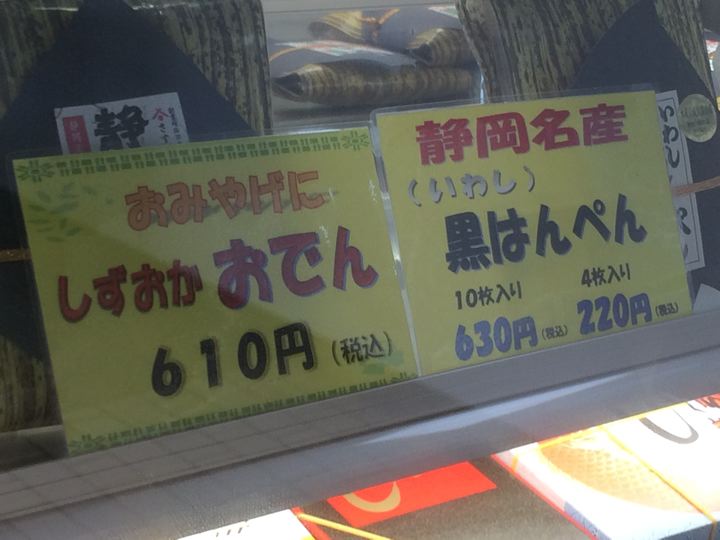 おみやげに
しずおか おでん
610円 (税込)
静岡名産
(いわし)
黒はんぺん
10枚入り 4枚入り
630円 (税込) 220円 (税込)
静